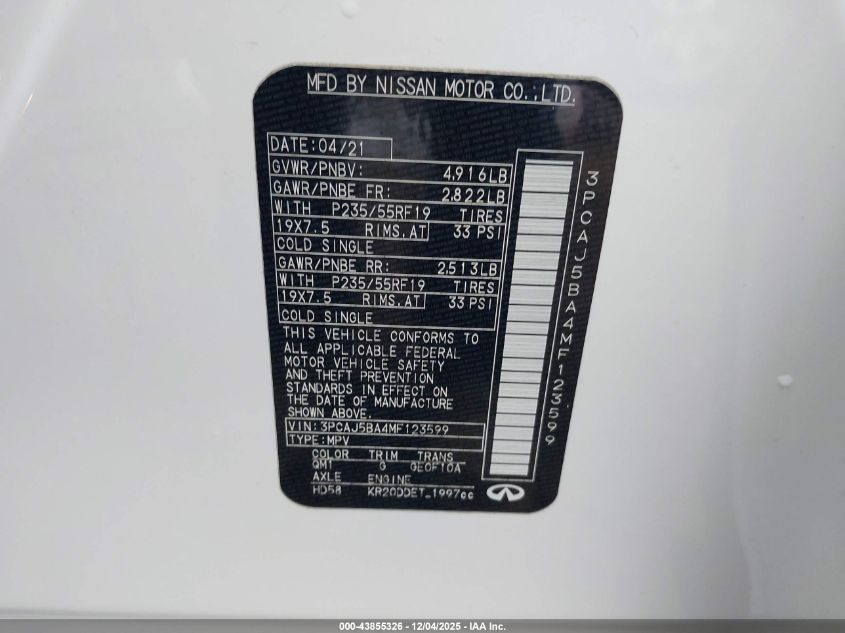 MFD BY NISSAN MOTOR CO.,LTD.
DATE:04/21
GVWR/PNBV: 4,916LB
GAWR/PNBE FR: 2,822LB
WITH P235/55RF19 TIRES
19X7.5 RIMS,AT 33 PSI
COLD SINGLE
GAWR/PNBE RR: 2,513LB
WITH P235/55RF19 TIRES
19X7.5 RIMS,AT 33 PSI
COLD SINGLE
THIS VEHICLE CONFORMS TO
ALL APPLICABLE FEDERAL
MOTOR VEHICLE SAFETY
AND THEFT PREVENTION
STANDARDS IN EFFECT ON
THE DATE OF MANUFACTURE
SHOWN ABOVE.
VIN:3PCAJ5BA4MF123599
TYPE:MPV
COLOR TRIM TRANS
QM1 G GE0F10A
AXLE ENGINE
HD58 KR20DDET 1997cc
3PCAJ5BA4MF123599
000-43855326 - 12/04/2025 - IAA Inc.